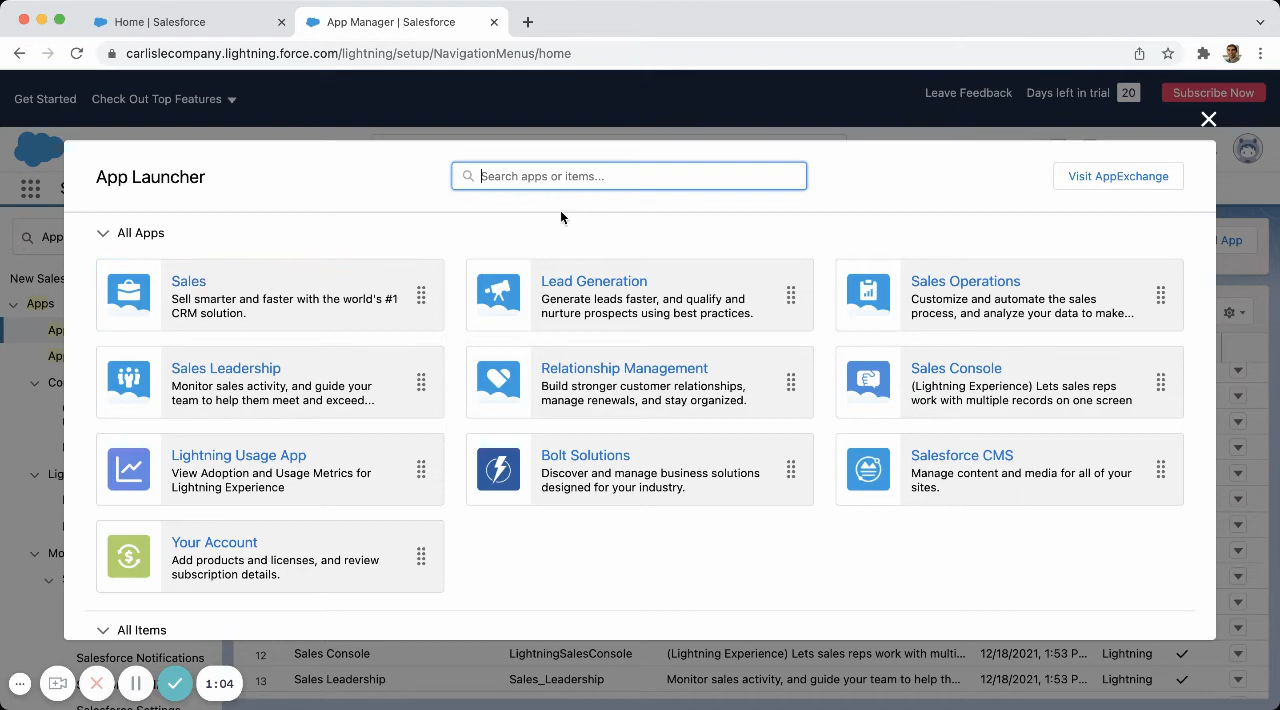 Home | Salesforce
App Manager | Salesforce
carlislecompany.lightning.force.com/lightning/setup/NavigationMenus/home
Get Started
Check Out Top Features
Leave Feedback
Days left in trial 20
Subscribe Now
App Launcher
Search apps or items...
Visit AppExchange
App
New Sales
Apps
All Apps
Sales
Sell smarter and faster with the world's #1
CRM solution.
Lead Generation
Generate leads faster, and qualify and
nurture prospects using best practices.
Sales Operations
Customize and automate the sales
process, and analyze your data to make...
Sales Leadership
Monitor sales activity, and guide your
team to help them meet and exceed...
Relationship Management
Build stronger customer relationships,
manage renewals, and stay organized.
Sales Console
(Lightning Experience) Lets sales reps
work with multiple records on one screen
Lightning Usage App
View Adoption and Usage Metrics for
Lightning Experience
Bolt Solutions
Discover and manage business solutions
designed for your industry.
Salesforce CMS
Manage content and media for all of your
sites.
Your Account
Add products and licenses, and review
subscription details.
All Items
Salesforce Notifications
12 Sales Console LightningSalesConsole (Lightning Experience) Lets sales reps work with multi... 12/18/2021, 1:53 P... Lightning
13 Sales Leadership Sales_Leadership Monitor sales activity, and guide your team to help th... 12/18/2021, 1:53 P... Lightning
1:04